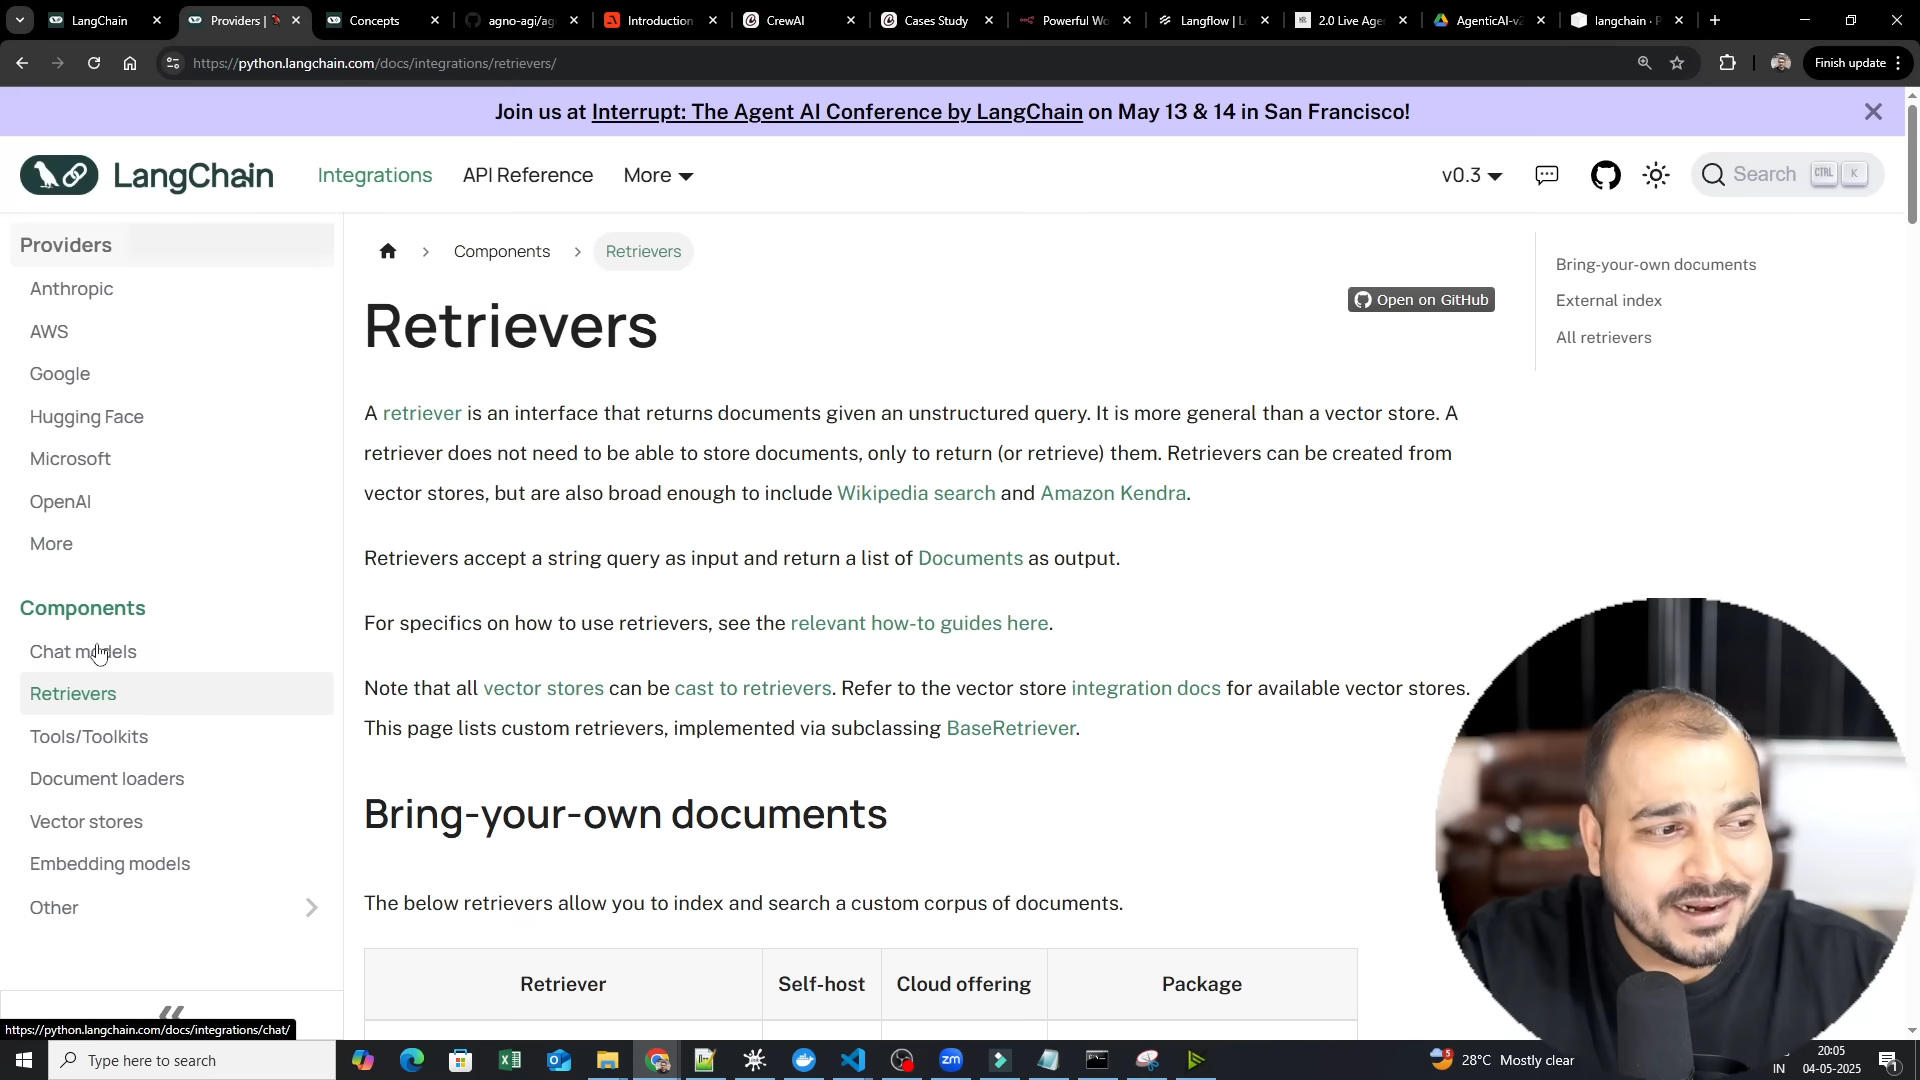 LangChain
Providers |
Concepts
agno-agi/ag
Introduction
CrewAI
Cases Study
Powerful Wo
Langflow | L
2.0 Live Age
AgenticAI-v2
langchain · P
https://python.langchain.com/docs/integrations/retrievers/
Finish update
Join us at Interrupt: The Agent AI Conference by LangChain on May 13 & 14 in San Francisco!
LangChain
Integrations
API Reference
More
v0.3
Search
CTRL
K
Providers
Anthropic
AWS
Google
Hugging Face
Microsoft
OpenAI
More
Components
Chat models
Retrievers
Tools/Toolkits
Document loaders
Vector stores
Embedding models
Other
Components
Retrievers
Open on GitHub
Retrievers
A retriever is an interface that returns documents given an unstructured query. It is more general than a vector store. A
retriever does not need to be able to store documents, only to return (or retrieve) them. Retrievers can be created from
vector stores, but are also broad enough to include Wikipedia search and Amazon Kendra.
Retrievers accept a string query as input and return a list of Documents as output.
For specifics on how to use retrievers, see the relevant how-to guides here.
Note that all vector stores can be cast to retrievers. Refer to the vector store integration docs for available vector stores.
This page lists custom retrievers, implemented via subclassing BaseRetriever.
Bring-your-own documents
The below retrievers allow you to index and search a custom corpus of documents.
Retriever
Self-host
Cloud offering
Package
Bring-your-own documents
External index
All retrievers
https://python.langchain.com/docs/integrations/chat/
Type here to search
zm
5
28°C Mostly clear
IN
20:05
04-05-2025
1